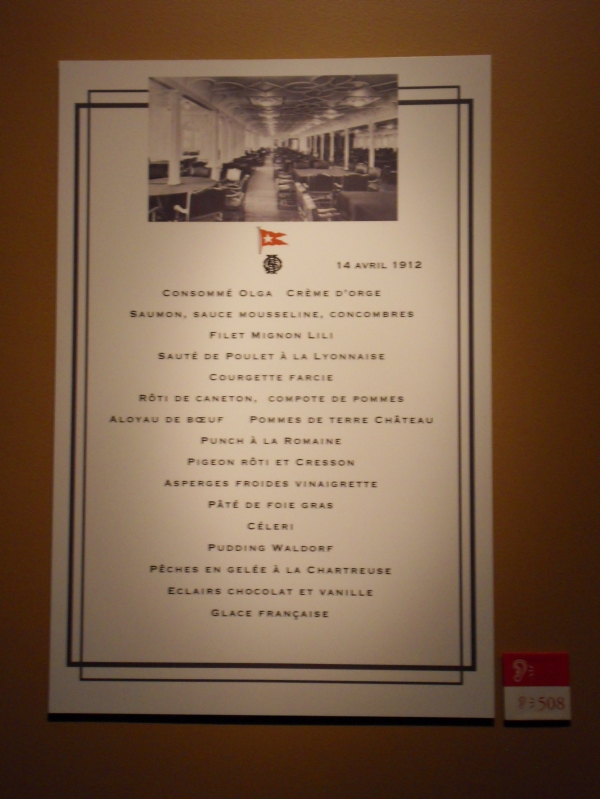 14 AVRIL 1912
CONSOMMÉ OLGA CRÈME D'ORGE
SAUMON, SAUCE MOUSSELINE, CONCOMBRES
FILET MIGNON LILI
SAUTÉ DE POULET À LA LYONNAISE
COURGETTE FARCIE
RÔTI DE CANETON, COMPOTE DE POMMES
ALOYAU DE BŒUF POMMES DE TERRE CHÂTEAU
PUNCH À LA ROMAINE
PIGEON RÔTI ET CRESSON
ASPERGES FROIDES VINAIGRETTE
PÂTÉ DE FOIE GRAS
CÉLERI
PUDDING WALDORF
PÊCHES EN GELÉE À LA CHARTREUSE
ECLAIRS CHOCOLAT ET VANILLE
GLACE FRANÇAISE
508